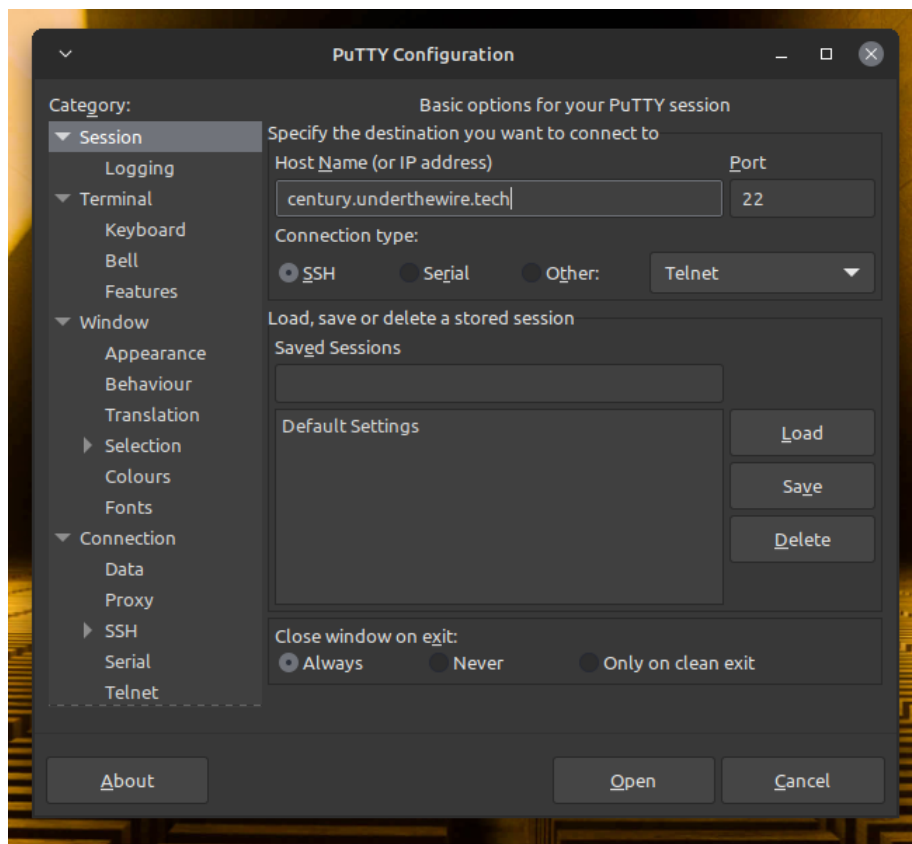 PuTTY Configuration
Category:
Session
Logging
Terminal
Keyboard
Bell
Features
Window
Appearance
Behaviour
Translation
Selection
Colours
Fonts
Connection
Data
Proxy
SSH
Serial
Telnet
Basic options for your PuTTY session
Specify the destination you want to connect to
Host Name (or IP address) Port
century.underthewire.tech 22
Connection type:
SSH Serial Other: Telnet
Load, save or delete a stored session
Saved Sessions
Default Settings
Load
Save
Delete
Close window on exit:
Always Never Only on clean exit
About Open Cancel